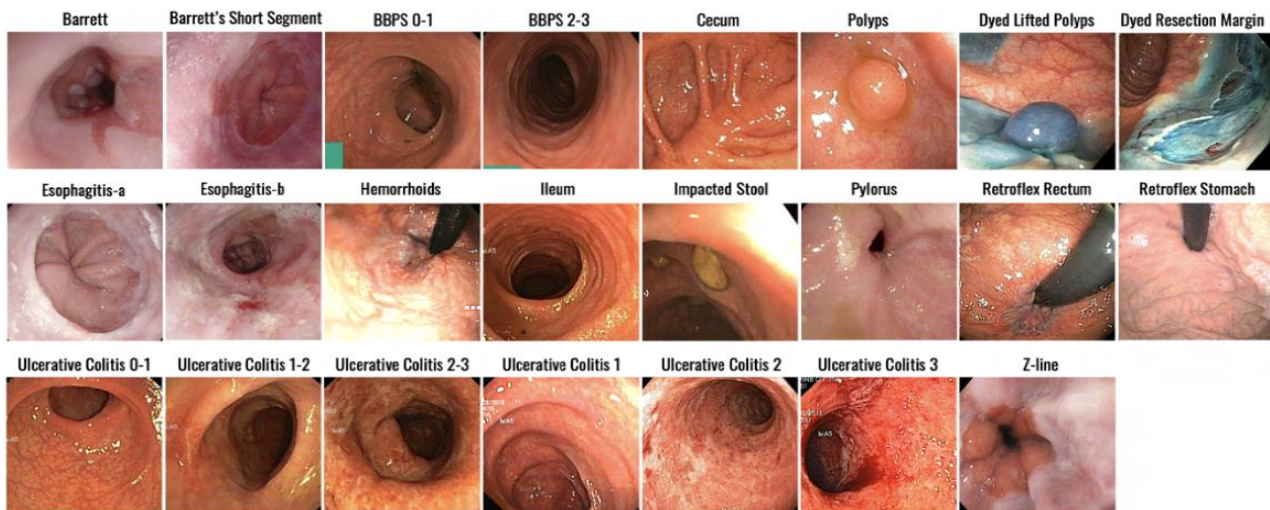 Barrett Barrett's Short Segment BBPS 0-1 BBPS 2-3 Cecum Polyps Dyed Lifted Polyps Dyed Resection Margin
Esophagitis-a Esophagitis-b Hemorrhoids Ileum Impacted Stool Pylorus Retroflex Rectum Retroflex Stomach
Ulcerative Colitis 0-1 Ulcerative Colitis 1-2 Ulcerative Colitis 2-3 Ulcerative Colitis 1 Ulcerative Colitis 2 Ulcerative Colitis 3 Z-line